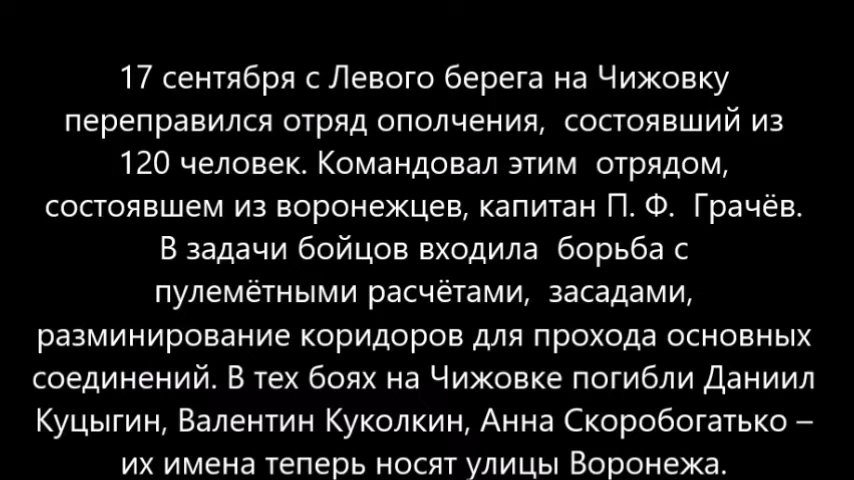 17 сентября с Левого берега на Чижовку
переправился отряд ополчения,  состоявший из
120 человек. Командовал этим  отрядом,
состоявшем из воронежцев, капитан П. Ф.  Грачёв.
В задачи бойцов входила  борьба с
пулемётными расчётами,  засадами,
разминирование коридоров для прохода основных
соединений. В тех боях на Чижовке погибли Даниил
Куцыгин, Валентин Куколкин, Анна Скоробогатько –
их имена теперь носят улицы Воронежа.